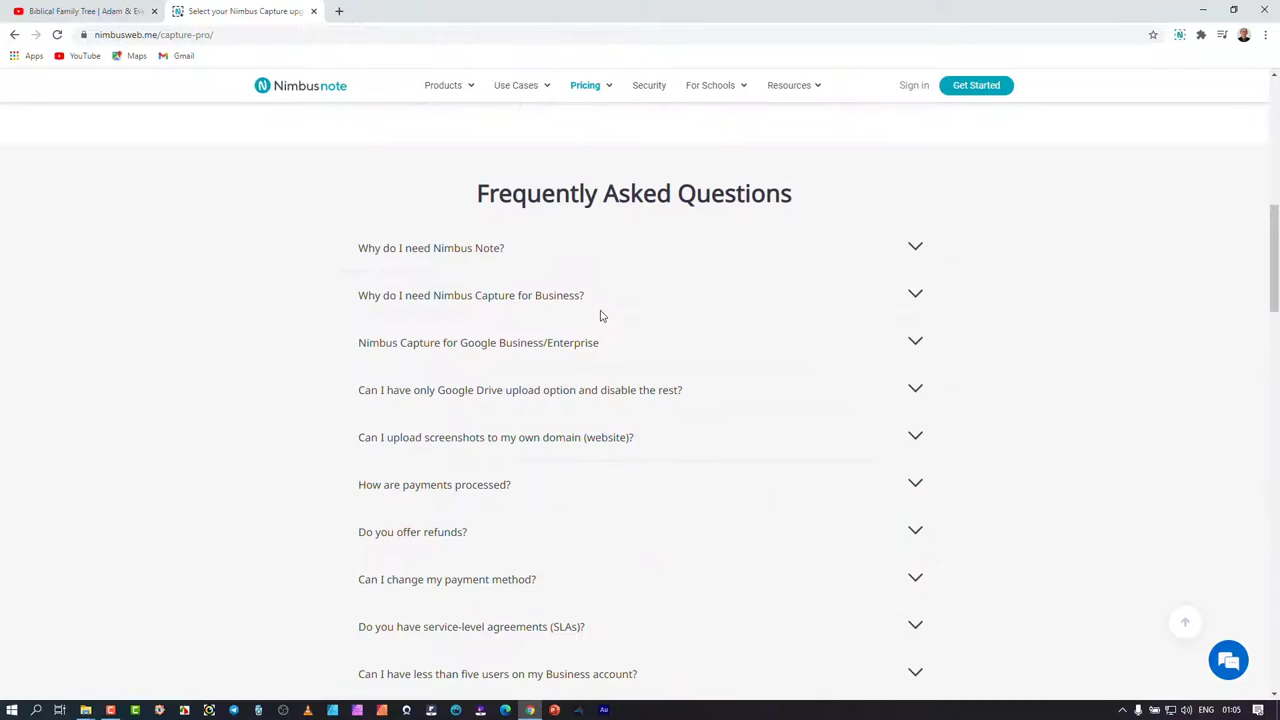 Biblical Family Tree | Adam & Ev
Select your Nimbus Capture upg
nimbusweb.me/capture-pro/
Apps
YouTube
Maps
Gmail
Nimbusnote
Products
Use Cases
Pricing
Security
For Schools
Resources
Sign in
Get Started
Frequently Asked Questions
Why do I need Nimbus Note?
Why do I need Nimbus Capture for Business?
Nimbus Capture for Google Business/Enterprise
Can I have only Google Drive upload option and disable the rest?
Can I upload screenshots to my own domain (website)?
How are payments processed?
Do you offer refunds?
Can I change my payment method?
Do you have service-level agreements (SLAs)?
Can I have less than five users on my Business account?
ENG
01:05